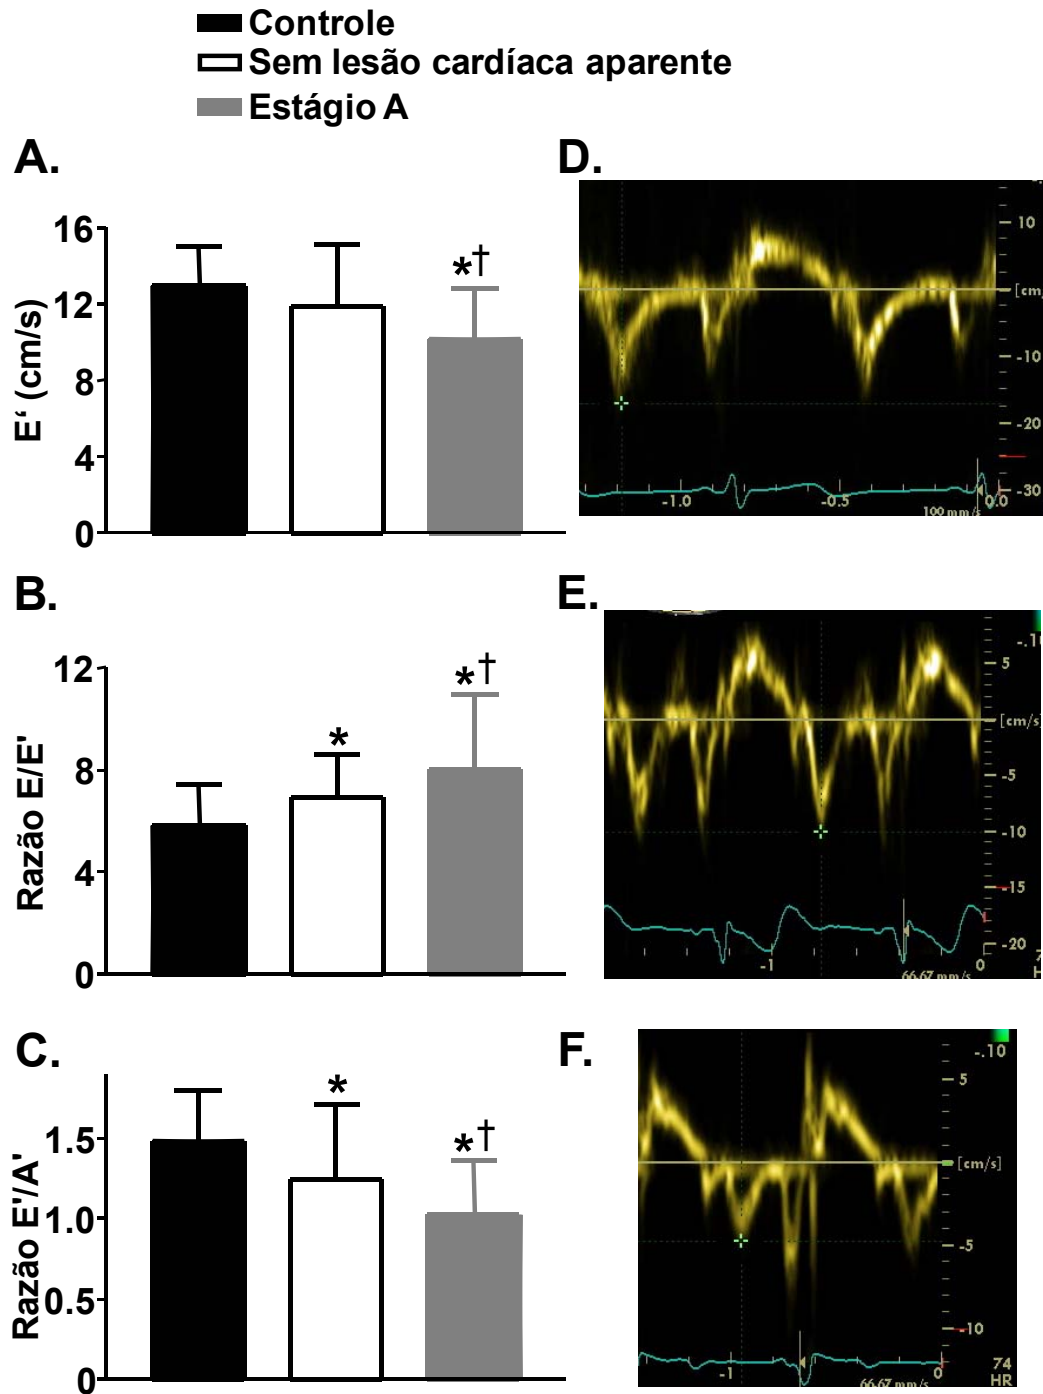 Controle
Sem lesão cardíaca aparente
Estágio A
A.
16
12
8
4
0
E‘ (cm/s)
*†
D.
10
[cm/
-10
-20
-30
-1.0
-0.5
0.0
100 mm/s
B.
12
8
4
0
Razão E/E'
*
*†
E.
-.10
5
[cm/s]
-5
-10
-15
-20
-1
0
66.67 mm/s
7
H
C.
1.5
1.0
0.5
0
Razão E'/A'
*
*†
F.
-.10
5
[cm/s]
-5
-10
-1
0
66.67 mm/s
74
HR